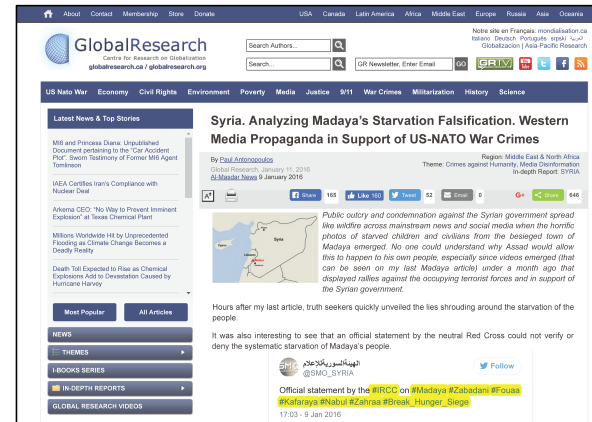 About Contact Membership Store Donate USA Canada Latin America Africa Middle East Europe Russia Asia Oceania
Notre site en Français: mondialisation.ca
Italiano Deutsch Português srpski العربية
Globalizacion | Asia-Pacific Research
GlobalResearch
Centre for Research on Globalization
globalresearch.ca / globalresearch.org
Search Authors...
Search...
GR Newsletter, Enter Email GO
GRTV
US Nato War Economy Civil Rights Environment Poverty Media Justice 9/11 War Crimes Militarization History Science
Latest News & Top Stories
MI6 and Princess Diana: Unpublished
Document pertaining to the "Car Accident
Plot". Sworn Testimony of Former MI6 Agent
Tomlinson
IAEA Certifies Iran's Compliance with
Nuclear Deal
Arkema CEO: "No Way to Prevent Imminent
Explosion" at Texas Chemical Plant
Millions Worldwide Hit by Unprecedented
Flooding as Climate Change Becomes a
Deadly Reality
Death Toll Expected to Rise as Chemical
Explosions Add to Devastation Caused by
Hurricane Harvey
Most Popular All Articles
NEWS
THEMES
I-BOOKS SERIES
IN-DEPTH REPORTS
GLOBAL RESEARCH VIDEOS
Syria. Analyzing Madaya's Starvation Falsification. Western
Media Propaganda in Support of US-NATO War Crimes
By Paul Antonopoulos
Global Research, January 11, 2016
Al-Masdar News 9 January 2016
Region: Middle East & North Africa
Theme: Crimes against Humanity, Media Disinformation
In-depth Report: SYRIA
Share 165 Like 160 Tweet 52 Email 0 G+ Share 646
Syria
Public outcry and condemnation against the Syrian government spread
like wildfire across mainstream news and social media when the horrific
photos of starved children and civilians from the besieged town of
Madaya emerged. No one could understand why Assad would allow
this to happen to his own people, especially since videos emerged (that
can be seen on my last Madaya article) under a month ago that
displayed rallies against the occupying terrorist forces and in support of
the Syrian government.
Hours after my last article, truth seekers quickly unveiled the lies shrouding around the starvation of the
people.
It was also interesting to see that an official statement by the neutral Red Cross could not verify or
deny the systematic starvation of Madaya's people.
الهيئة السورية للإعلام
@SMO_SYRIA
Follow
Official statement by the #IRCC on #Madaya #Zabadani #Fouaa
#Kafaraya #Nabul #Zahraa #Break_Hunger_Siege
17:03 - 9 Jan 2016